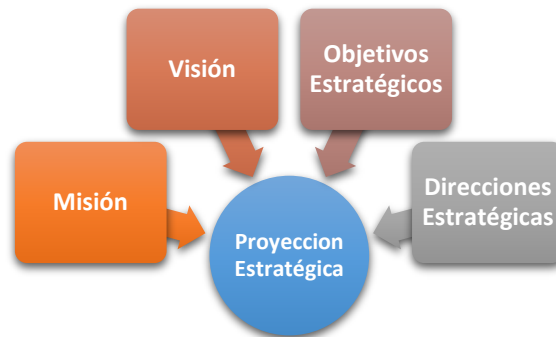 Visión
Objetivos
Estratégicos
Misión
Direcciones
Estratégicas
Proyeccion
Estratégica